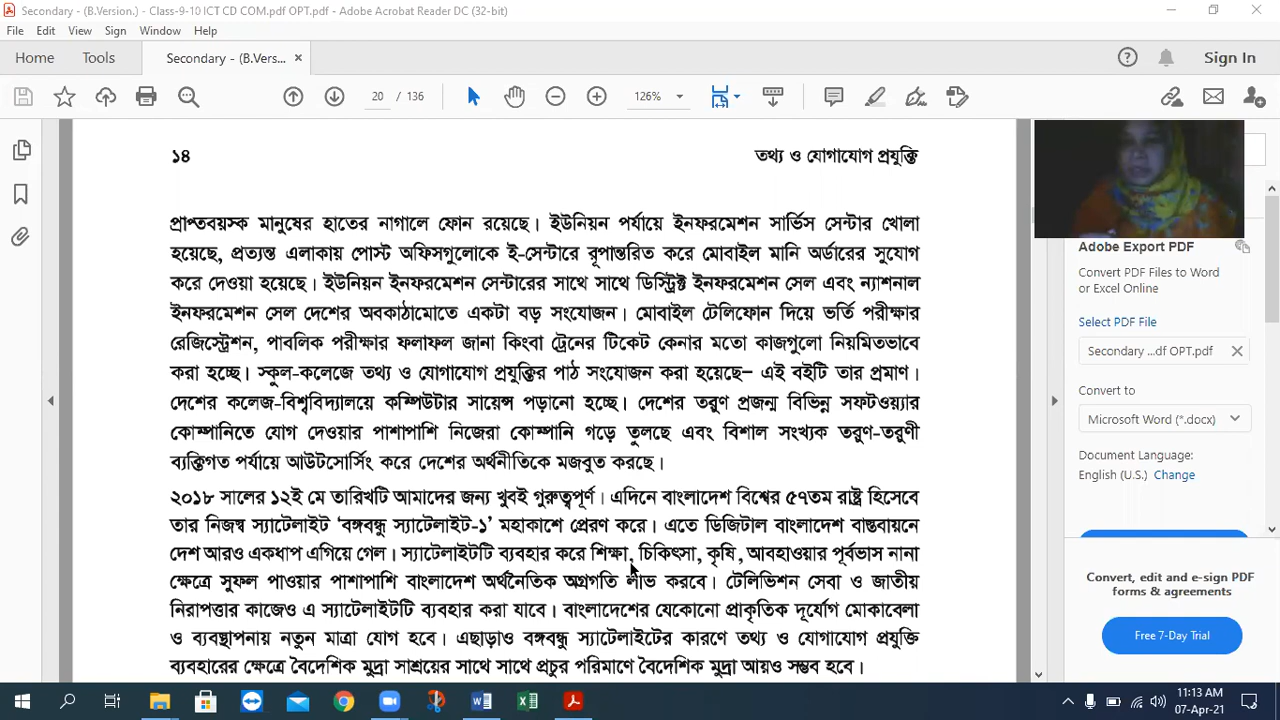 Secondary - (B.Version.) - Class-9-10 ICT CD COM.pdf OPT.pdf - Adobe Acrobat Reader DC (32-bit)
File Edit View Sign Window Help
Home Tools Secondary - (B.Vers... × Sign In
20 / 136 126%
১৪ তথ্য ও যোগাযোগ প্রযুক্তি
প্রাপ্তবয়স্ক মানুষের হাতের নাগালে ফোন রয়েছে। ইউনিয়ন পর্যায়ে ইনফরমেশন সার্ভিস সেন্টার খোলা
হয়েছে, প্রত্যন্ত এলাকায় পোস্ট অফিসগুলোকে ই-সেন্টারে রূপান্তরিত করে মোবাইল মানি অর্ডারের সুযোগ
করে দেওয়া হয়েছে। ইউনিয়ন ইনফরমেশন সেন্টারের সাথে সাথে ডিস্ট্রিক্ট ইনফরমেশন সেল এবং ন্যাশনাল
ইনফরমেশন সেল দেশের অবকাঠামোতে একটা বড় সংযোজন। মোবাইল টেলিফোন দিয়ে ভর্তি পরীক্ষার
রেজিস্ট্রেশন, পাবলিক পরীক্ষার ফলাফল জানা কিংবা ট্রেনের টিকেট কেনার মতো কাজগুলো নিয়মিতভাবে
করা হচ্ছে। স্কুল-কলেজে তথ্য ও যোগাযোগ প্রযুক্তির পাঠ সংযোজন করা হয়েছে– এই বইটি তার প্রমাণ।
দেশের কলেজ-বিশ্ববিদ্যালয়ে কম্পিউটার সায়েন্স পড়ানো হচ্ছে। দেশের তরুণ প্রজন্ম বিভিন্ন সফটওয়্যার
কোম্পানিতে যোগ দেওয়ার পাশাপাশি নিজেরা কোম্পানি গড়ে তুলছে এবং বিশাল সংখ্যক তরুণ-তরুণী
ব্যক্তিগত পর্যায়ে আউটসোর্সিং করে দেশের অর্থনীতিকে মজবুত করছে।
২০১৮ সালের ১২ই মে তারিখটি আমাদের জন্য খুবই গুরুত্বপূর্ণ। এদিনে বাংলাদেশ বিশ্বের ৫৭তম রাষ্ট্র হিসেবে
তার নিজস্ব স্যাটেলাইট ‘বঙ্গবন্ধু স্যাটেলাইট-১’ মহাকাশে প্রেরণ করে। এতে ডিজিটাল বাংলাদেশ বাস্তবায়নে
দেশ আরও একধাপ এগিয়ে গেল। স্যাটেলাইটটি ব্যবহার করে শিক্ষা, চিকিৎসা, কৃষি, আবহাওয়ার পূর্বভাস নানা
ক্ষেত্রে সুফল পাওয়ার পাশাপাশি বাংলাদেশ অর্থনৈতিক অগ্রগতি লাভ করবে। টেলিভিশন সেবা ও জাতীয়
নিরাপত্তার কাজেও এ স্যাটেলাইটটি ব্যবহার করা যাবে। বাংলাদেশের যেকোনো প্রাকৃতিক দূর্যোগ মোকাবেলা
ও ব্যবস্থাপনায় নতুন মাত্রা যোগ হবে। এছাড়াও বঙ্গবন্ধু স্যাটেলাইটের কারণে তথ্য ও যোগাযোগ প্রযুক্তি
ব্যবহারের ক্ষেত্রে বৈদেশিক মুদ্রা সাশ্রয়ের সাথে সাথে প্রচুর পরিমাণে বৈদেশিক মুদ্রা আয়ও সম্ভব হবে।
Adobe Export PDF
Convert PDF Files to Word
or Excel Online
Select PDF File
Secondary ...df OPT.pdf ×
Convert to
Microsoft Word (*.docx)
Document Language:
English (U.S.) Change
Convert, edit and e-sign PDF
forms & agreements
Free 7-Day Trial
11:13 AM
07-Apr-21